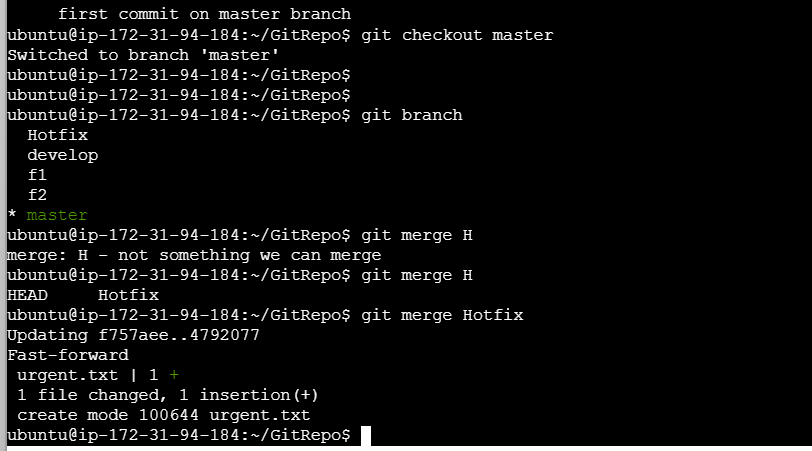 first commit on master branch
ubuntu@ip-172-31-94-184:~/GitRepo$ git checkout master
Switched to branch 'master'
ubuntu@ip-172-31-94-184:~/GitRepo$
ubuntu@ip-172-31-94-184:~/GitRepo$
ubuntu@ip-172-31-94-184:~/GitRepo$ git branch
  Hotfix
  develop
  f1
  f2
* master
ubuntu@ip-172-31-94-184:~/GitRepo$ git merge H
merge: H - not something we can merge
ubuntu@ip-172-31-94-184:~/GitRepo$ git merge H
HEAD     Hotfix
ubuntu@ip-172-31-94-184:~/GitRepo$ git merge Hotfix
Updating f757aee..4792077
Fast-forward
 urgent.txt | 1 +
 1 file changed, 1 insertion(+)
 create mode 100644 urgent.txt
ubuntu@ip-172-31-94-184:~/GitRepo$